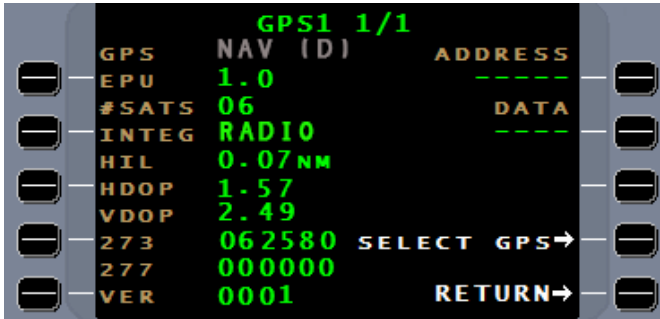 GPS1 1/1
GPS NAV (D) ADDRESS
EPU 1.0 -----
#SATS 06 DATA
INTEG RADIO ----
HIL 0.07NM
HDOP 1.57
VDOP 2.49
273 062580 SELECT GPS→
277 000000
VER 0001 RETURN→